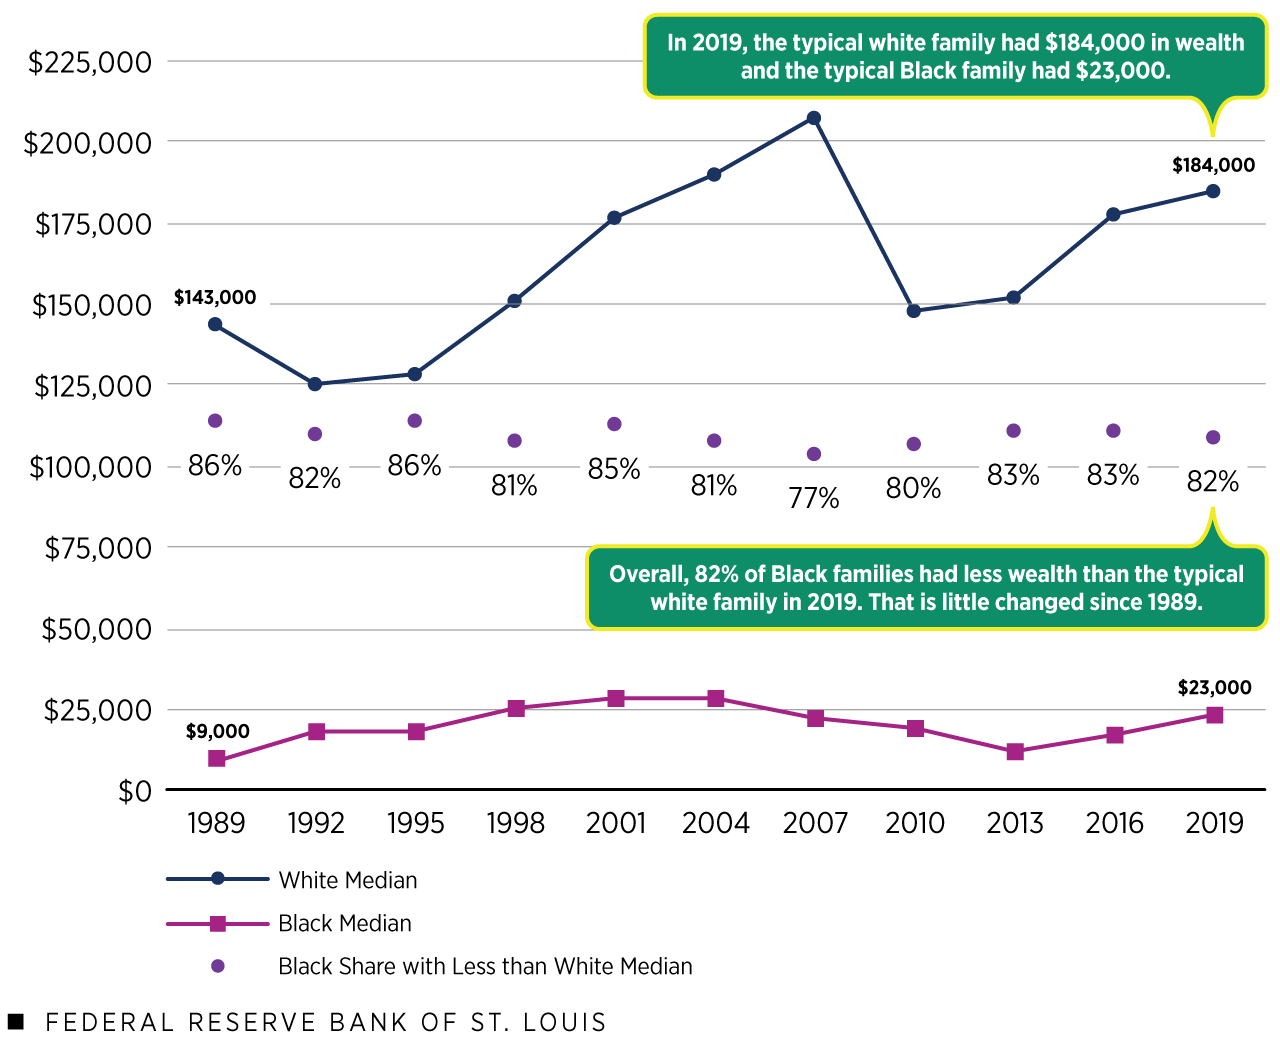 In 2019, the typical white family had $184,000 in wealth
and the typical Black family had $23,000.
$225,000
$200,000
$184,000
$175,000
$150,000
$143,000
$125,000
$100,000
86% 82% 86% 81% 85% 81% 77% 80% 83% 83% 82%
$75,000
Overall, 82% of Black families had less wealth than the typical
white family in 2019. That is little changed since 1989.
$50,000
$23,000
$25,000
$9,000
$0
1989 1992 1995 1998 2001 2004 2007 2010 2013 2016 2019
White Median
Black Median
Black Share with Less than White Median
FEDERAL RESERVE BANK OF ST. LOUIS